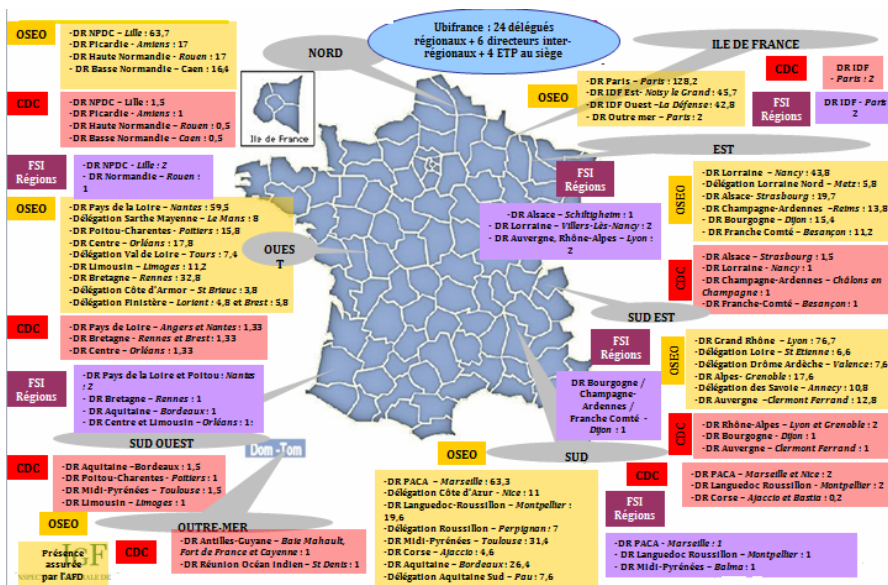 OSEO
-DR NPDC – Lille : 63,7
-DR Picardie - Amiens : 17
-DR Haute Normandie - Rouen : 17
- DR Basse Normandie – Caen : 16,4
NORD
Ubifrance : 24 délégués
régionaux + 6 directeurs inter-
régionaux + 4 ETP au siège
ILE DE FRANCE
OSEO
-DR Paris – Paris : 128,2
-DR IDF Est- Noisy le Grand : 45,7
-DR IDF Ouest –La Défense : 42,8
- DR Outre mer – Paris : 2
CDC
DR IDF
- Paris : 2
FSI
Régions
DR IDF - Paris
2
CDC
-DR NPDC – Lille : 1,5
-DR Picardie - Amiens : 1
-DR Haute Normandie - Rouen : 0,5
-DR Basse Normandie – Caen : 0,5
Ile de France
FSI
Régions
- DR NPDC - Lille : 2
- DR Normandie - Rouen :
1
EST
OSEO
- DR Lorraine – Nancy : 43,8
Délégation Lorraine Nord – Metz : 5,8
- DR Alsace- Strasbourg : 19,7
- DR Champagne-Ardennes –Reims : 13,8
- DR Bourgogne – Dijon : 15,4
- DR Franche Comté – Besançon : 11,2
FSI
Régions
-DR Alsace – Schiltigheim : 1
- DR Lorraine – Villers-Lès-Nancy : 2
- DR Auvergne, Rhône-Alpes – Lyon :
2
CDC
- DR Alsace – Strasbourg : 1,5
- DR Lorraine - Nancy : 1
- DR Champagne-Ardennes – Châlons en
Champagne : 1
-DR Franche-Comté – Besançon : 1
OSEO
-DR Pays de la Loire – Nantes : 59,5
Délégation Sarthe Mayenne – Le Mans : 8
- DR Poitou-Charentes - Poitiers : 15,8
-DR Centre – Orléans : 17,8
Délégation Val de Loire – Tours : 7,4
- DR Limousin – Limoges : 11,2
- DR Bretagne – Rennes : 32,8
-Délégation Côte d'Armor – St Brieuc : 3,8
Délégation Finistère – Lorient : 4,8 et Brest : 5,8
OUES
T
CDC
- DR Pays de Loire – Angers et Nantes : 1,33
-DR Bretagne - Rennes et Brest : 1,33
- DR Centre – Orléans : 1,33
FSI
Régions
- DR Pays de la Loire et Poitou: Nantes
: 2
- DR Bretagne – Rennes : 1
- DR Aquitaine – Bordeaux : 1
- DR Centre et Limousin – Orléans : 1:
SUD EST
FSI
Régions
DR Bourgogne /
Champagne-
Ardennes /
Franche Comté -
Dijon : 1
OSEO
-DR Grand Rhône – Lyon : 76,7
-Délégation Loire – St Etienne : 6,6
-Délégation Drôme Ardèche – Valence : 7,6
-DR Alpes- Grenoble : 17,6
-Délégation des Savoie – Annecy : 10,8
- DR Auvergne –Clermont Ferrand : 12,8
CDC
- DR Rhône-Alpes – Lyon et Grenoble : 2
- DR Bourgogne - Dijon : 1
- DR Auvergne – Clermont Ferrand : 1
SUD OUEST
CDC
-DR Aquitaine –Bordeaux : 1,5
-DR Poitou-Charentes - Poitiers : 1
-DR Midi-Pyrénées – Toulouse : 1,5
-DR Limousin – Limoges : 1
Dom -Tom
SUD
OSEO
-DR PACA – Marseille : 63,3
-Délégation Côte d'Azur - Nice : 11
-DR Languedoc-Roussillon – Montpellier :
19,6
-Délégation Roussillon – Perpignan : 7
-DR Midi-Pyrénées – Toulouse : 31,4
-DR Corse – Ajaccio : 4,6
-DR Aquitaine – Bordeaux : 26,4
-Délégation Aquitaine Sud – Pau : 7,6
CDC
- DR PACA – Marseille et Nice : 2
- DR Languedoc Roussillon – Montpellier : 2
- DR Corse – Ajaccio et Bastia : 0,2
FSI
Régions
-DR PACA - Marseille : 1
- DR Languedoc Roussillon – Montpellier : 1
- DR Midi-Pyrénées – Balma : 1
OUTRE-MER
OSEO
Présence
assurée
par l'AFD
CDC
-DR Antilles-Guyane – Baie Mahault,
Fort de France et Cayenne : 1
-DR Réunion Océan Indien –St Denis : 1
IGF